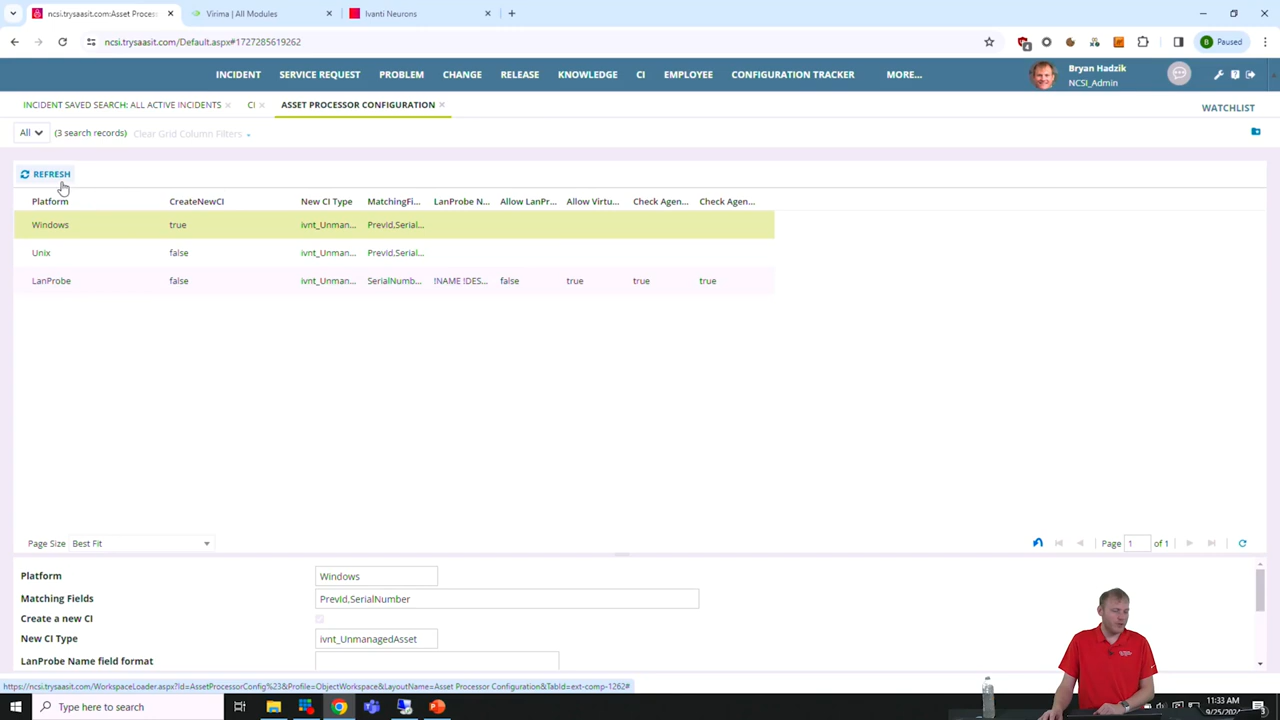 ncsi.trysaasit.com:Asset Proces
Virima | All Modules
Ivanti Neurons
ncsi.trysaasit.com/Default.aspx#1727285619262
4
B
Paused
INCIDENT
SERVICE REQUEST
PROBLEM
CHANGE
RELEASE
KNOWLEDGE
CI
EMPLOYEE
CONFIGURATION TRACKER
MORE...
Bryan Hadzik
NCSI_Admin
INCIDENT SAVED SEARCH: ALL ACTIVE INCIDENTS
CI
ASSET PROCESSOR CONFIGURATION
WATCHLIST
All
(3 search records)
Clear Grid Column Filters
REFRESH
Platform CreateNewCI New CI Type MatchingFi... LanProbe N... Allow LanPr... Allow Virtu... Check Agen... Check Agen...
Windows true ivnt_Unman... PrevId,Serial...
Unix false ivnt_Unman... PrevId,Serial...
LanProbe false ivnt_Unman... SerialNumb... !NAME !DES... false true true true
Page Size Best Fit
Page 1 of 1
Platform Windows
Matching Fields PrevId,SerialNumber
Create a new CI
New CI Type ivnt_UnmanagedAsset
LanProbe Name field format
https://ncsi.trysaasit.com/WorkspaceLoader.aspx?Id=AssetProcessorConfig%23&Profile=ObjectWorkspace&LayoutName=Asset Processor Configuration&TabId=ext-comp-1262#
Type here to search
11:33 AM
9/25/2024